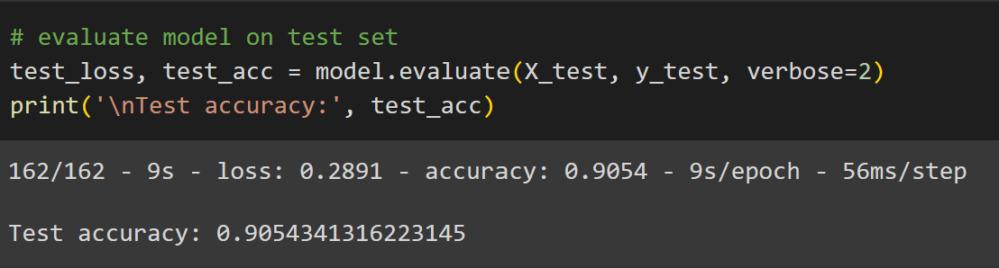 # evaluate model on test set
test_loss, test_acc = model.evaluate(X_test, y_test, verbose=2)
print('\nTest accuracy:', test_acc)
162/162 - 9s - loss: 0.2891 - accuracy: 0.9054 - 9s/epoch - 56ms/step
Test accuracy: 0.9054341316223145